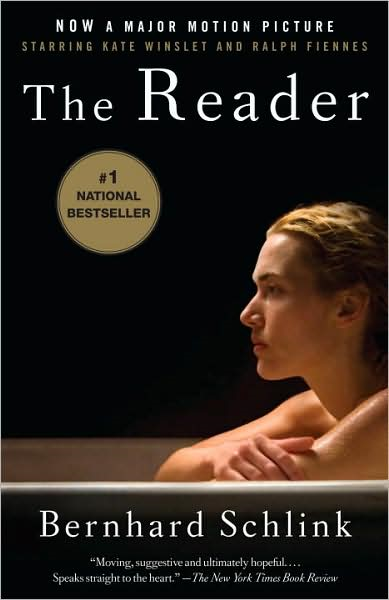 NOW A MAJOR MOTION PICTURE
STARRING KATE WINSLET AND RALPH FIENNES
The Reader
#1
NATIONAL
BESTSELLER
Bernhard Schlink
“Moving, suggestive and ultimately hopeful....
Speaks straight to the heart.” —The New York Times Book Review